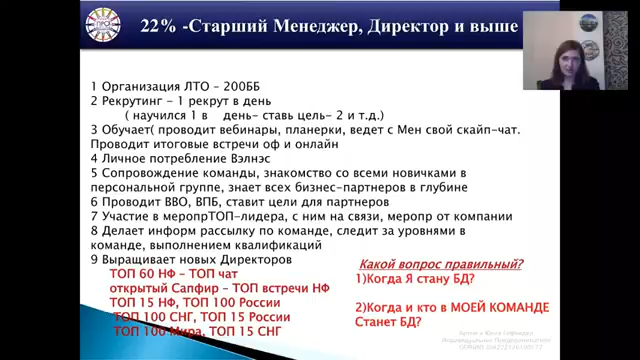 22% -Старший Менеджер, Директор и выше
1 Организация ЛТО – 200ББ
2 Рекрутинг – 1 рекрут в день
( научился 1 в день– ставь цель– 2 и т.д.)
3 Обучает( проводит вебинары, планерки, ведет с Мен свой скайп-чат.
Проводит итоговые встречи оф и онлайн
4 Личное потребление Вэлнэс
5 Сопровождение команды, знакомство со всеми новичками в
персональной группе, знает всех бизнес-партнеров в глубине
6 Проводит ВВО, ВПБ, ставит цели для партнеров
7 Участие в меропрТОП-лидера, с ним на связи, меропр от компании
8 Делает информ рассылку по команде, следит за уровнями в
команде, выполнением квалификаций
9 Выращивает новых Директоров
ТОП 60 НФ – ТОП чат
открытый Сапфир – ТОП встречи НФ
ТОП 15 НФ, ТОП 100 России
ТОП 100 СНГ, ТОП 15 России
ТОП 100 Мира, ТОП 15 СНГ
Какой вопрос правильный?
1)Когда Я стану БД?
2)Когда и кто в МОЕЙ КОМАНДЕ
Станет БД?